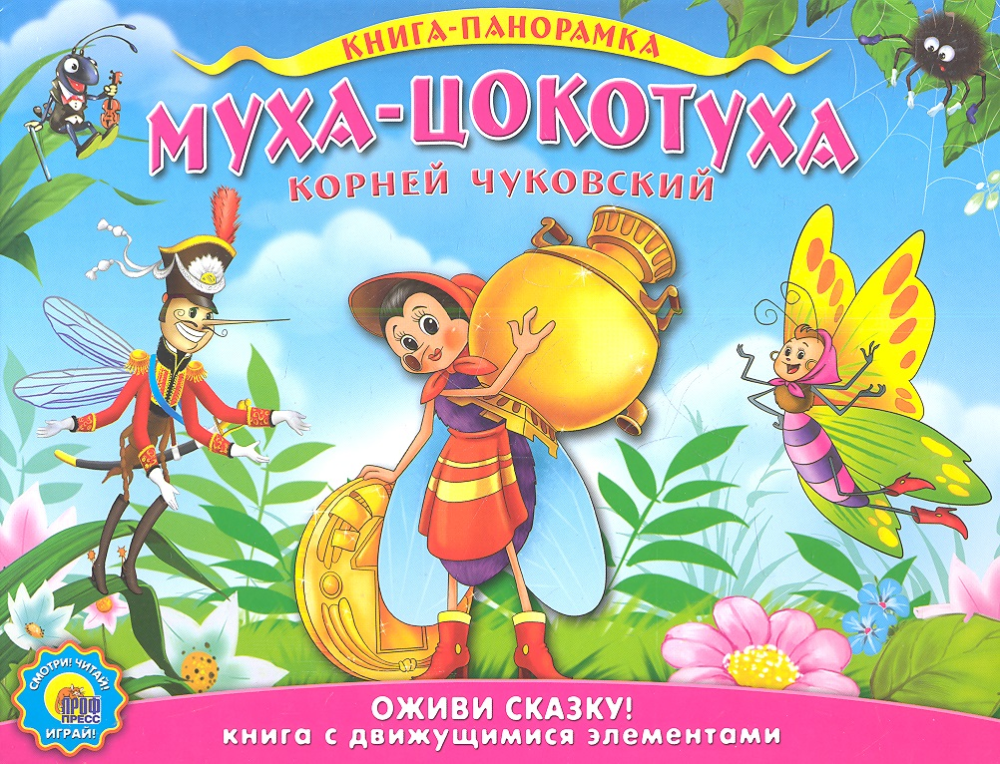 КНИГА-ПАНОРАМКА
МУХА-ЦОКОТУХА
КОРНЕЙ ЧУКОВСКИЙ
СМОТРИ! ЧИТАЙ!
ПРОФ
ПРЕСС
ИГРАЙ!
ОЖИВИ СКАЗКУ!
КНИГА С ДВИЖУЩИМИСЯ ЭЛЕМЕНТАМИ